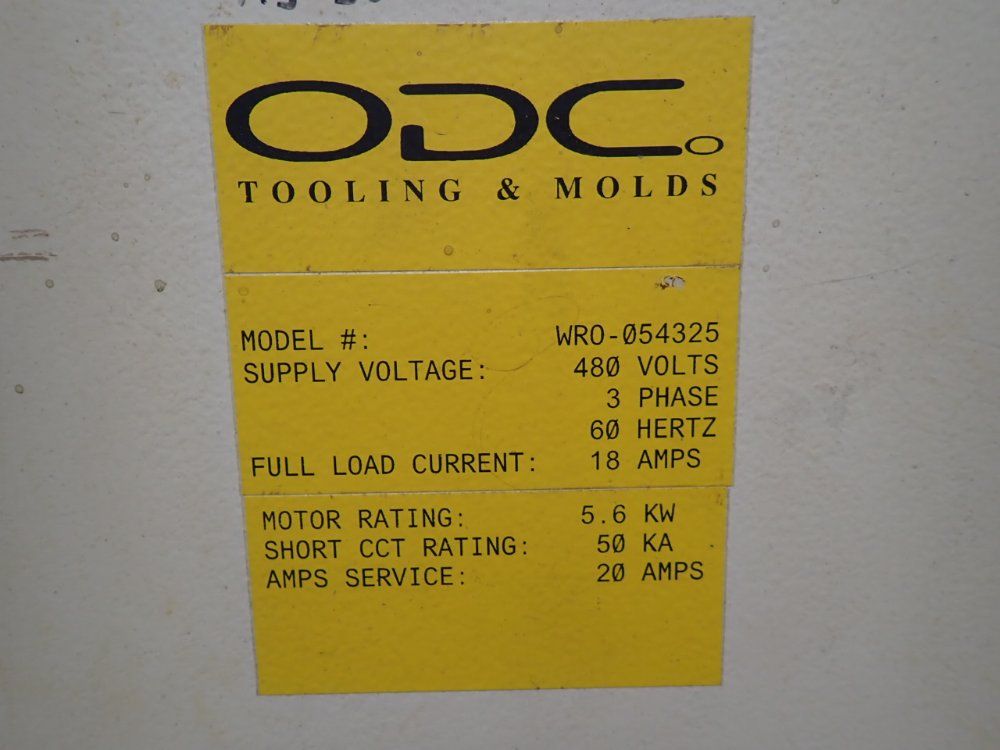 ODC.o
TOOLING & MOLDS
MODEL #: WRO-Ø54325
SUPPLY VOLTAGE: 48Ø VOLTS
3 PHASE
6Ø HERTZ
FULL LOAD CURRENT: 18 AMPS
MOTOR RATING: 5.6 KW
SHORT CCT RATING: 5Ø KA
AMPS SERVICE: 2Ø AMPS